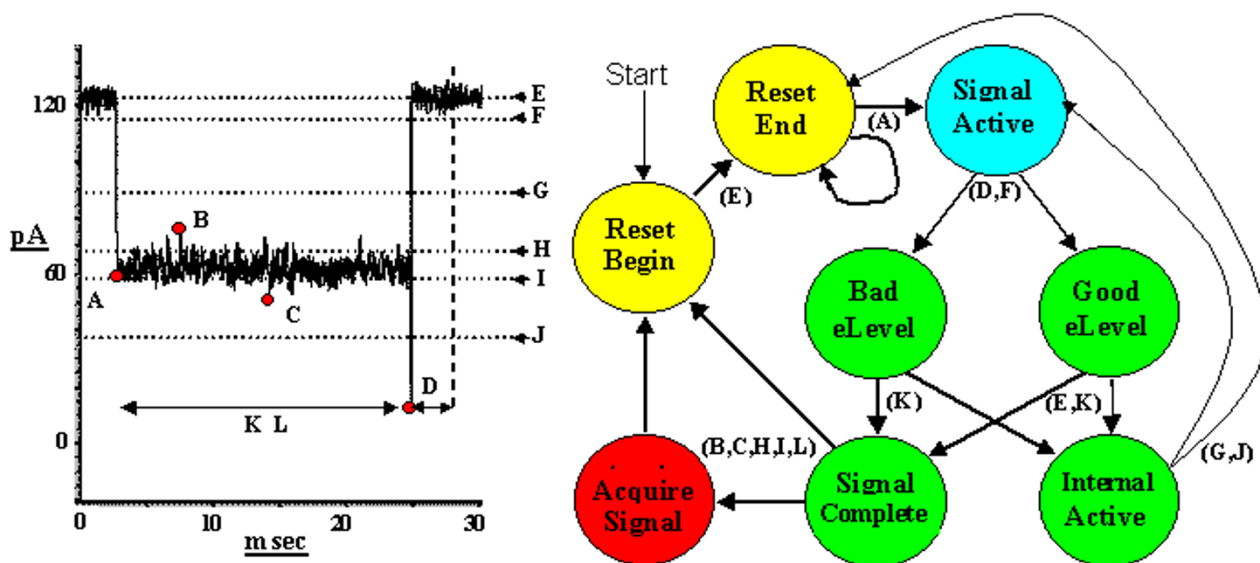 120
pA
60
0
0
10
20
30
m sec
A
B
C
D
K L
E
F
G
H
I
J
Start
Reset
End
(A)
Signal
Active
(E)
(D,F)
Reset
Begin
Bad
eLevel
Good
eLevel
(K)
(E,K)
(B,C,H,I,L)
(G,J)
Acquire
Signal
Signal
Complete
Internal
Active